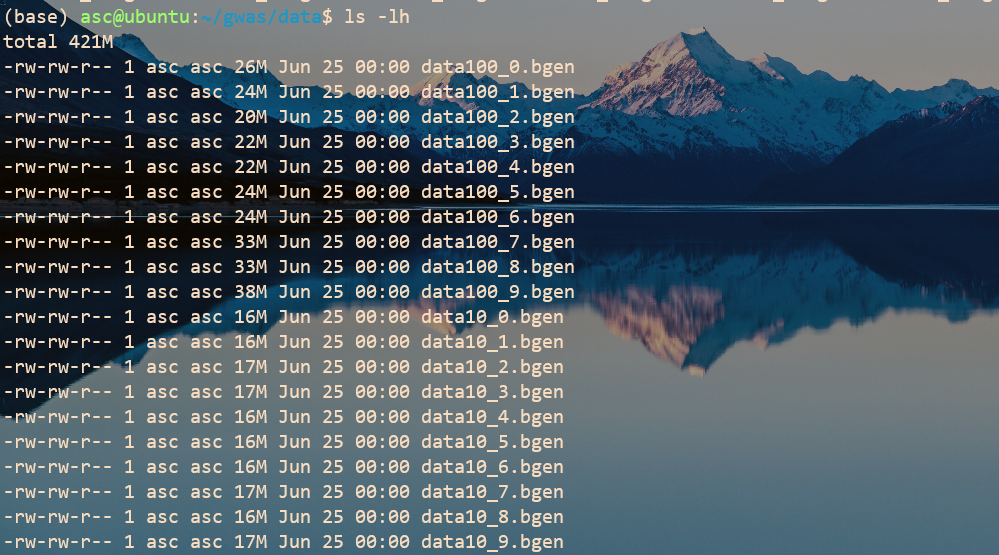 (base) asc@ubuntu:~/gwas/data$ ls -lh
total 421M
-rw-rw-r-- 1 asc asc 26M Jun 25 00:00 data100_0.bgen
-rw-rw-r-- 1 asc asc 24M Jun 25 00:00 data100_1.bgen
-rw-rw-r-- 1 asc asc 20M Jun 25 00:00 data100_2.bgen
-rw-rw-r-- 1 asc asc 22M Jun 25 00:00 data100_3.bgen
-rw-rw-r-- 1 asc asc 22M Jun 25 00:00 data100_4.bgen
-rw-rw-r-- 1 asc asc 24M Jun 25 00:00 data100_5.bgen
-rw-rw-r-- 1 asc asc 24M Jun 25 00:00 data100_6.bgen
-rw-rw-r-- 1 asc asc 33M Jun 25 00:00 data100_7.bgen
-rw-rw-r-- 1 asc asc 33M Jun 25 00:00 data100_8.bgen
-rw-rw-r-- 1 asc asc 38M Jun 25 00:00 data100_9.bgen
-rw-rw-r-- 1 asc asc 16M Jun 25 00:00 data10_0.bgen
-rw-rw-r-- 1 asc asc 16M Jun 25 00:00 data10_1.bgen
-rw-rw-r-- 1 asc asc 17M Jun 25 00:00 data10_2.bgen
-rw-rw-r-- 1 asc asc 17M Jun 25 00:00 data10_3.bgen
-rw-rw-r-- 1 asc asc 16M Jun 25 00:00 data10_4.bgen
-rw-rw-r-- 1 asc asc 16M Jun 25 00:00 data10_5.bgen
-rw-rw-r-- 1 asc asc 16M Jun 25 00:00 data10_6.bgen
-rw-rw-r-- 1 asc asc 17M Jun 25 00:00 data10_7.bgen
-rw-rw-r-- 1 asc asc 16M Jun 25 00:00 data10_8.bgen
-rw-rw-r-- 1 asc asc 17M Jun 25 00:00 data10_9.bgen